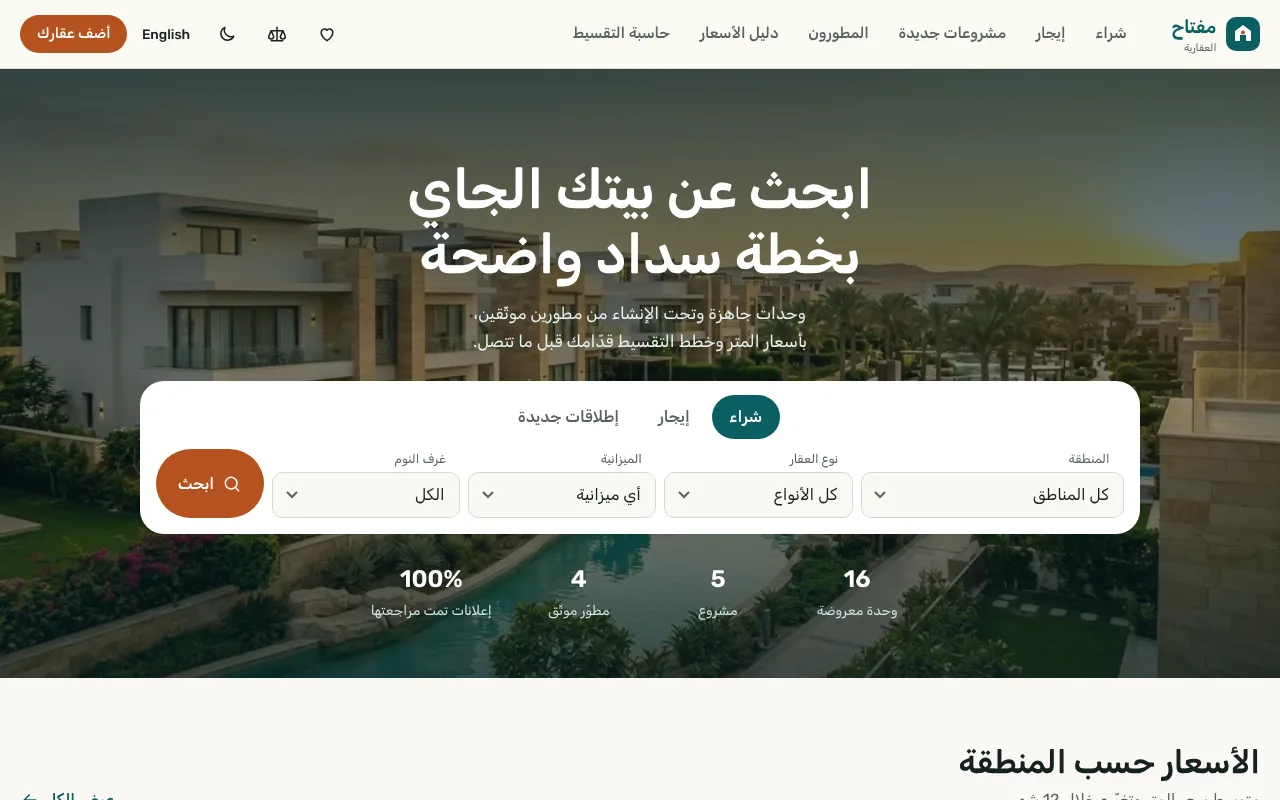 مفتاح
العقارية
شراء
إيجار
مشروعات جديدة
المطورون
دليل الأسعار
حاسبة التقسيط
English
أضف عقارك
ابحث عن بيتك الجاي
بخطة سداد واضحة
وحدات جاهزة وتحت الإنشاء من مطورين موثّقين،
بأسعار المتر وخطط التقسيط قدّامك قبل ما تتصل.
شراء
إيجار
إطلاقات جديدة
المنطقة
كل المناطق
نوع العقار
كل الأنواع
الميزانية
أي ميزانية
غرف النوم
الكل
ابحث
16
وحدة معروضة
5
مشروع
4
مطوّر موثّق
100%
إعلانات تمت مراجعتها
الأسعار حسب المنطقة
عرض الكل